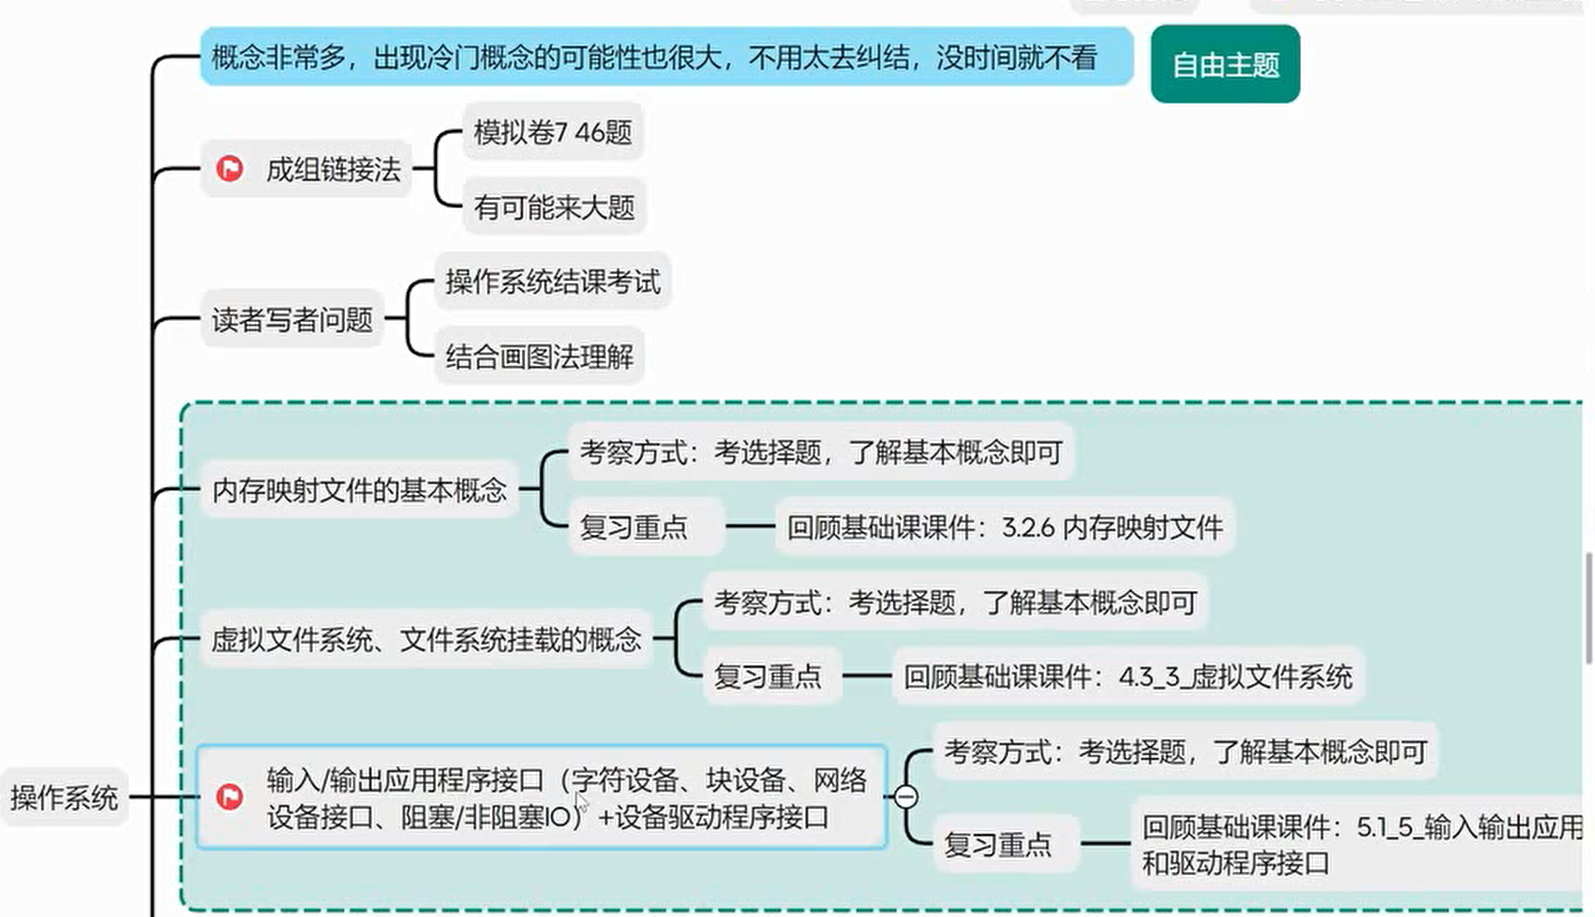 概念非常多，出现冷门概念的可能性也很大，不用太去纠结，没时间就不看
自由主题
成组链接法
模拟卷7 46题
有可能来大题
读者写者问题
操作系统结课考试
结合画图法理解
内存映射文件的基本概念
考察方式：考选择题，了解基本概念即可
复习重点
回顾基础课课件：3.2.6 内存映射文件
虚拟文件系统、文件系统挂载的概念
考察方式：考选择题，了解基本概念即可
复习重点
回顾基础课课件：4.3_3_虚拟文件系统
操作系统
输入/输出应用程序接口（字符设备、块设备、网络
设备接口、阻塞/非阻塞IO）+设备驱动程序接口
考察方式：考选择题，了解基本概念即可
复习重点
回顾基础课课件：5.1_5_输入输出应用
和驱动程序接口